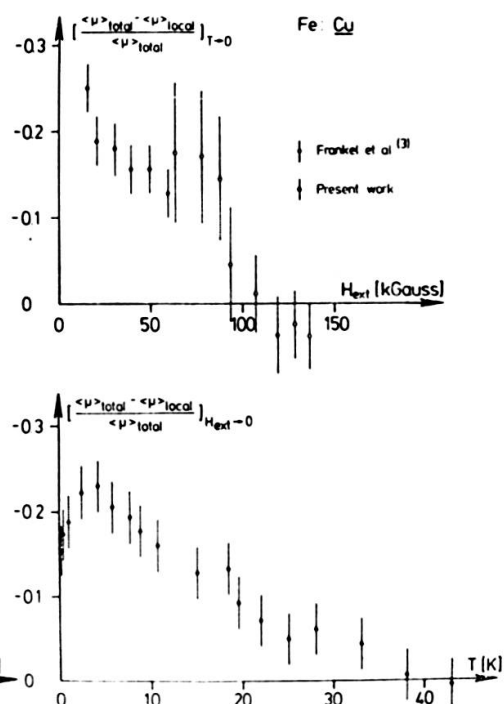 -0.3
[ <μ>total - <μ>local / <μ>total ]T→0
Fe: Cu
-0.2
Frankel et al (3)
Present work
-0.1
0
Hext [kGauss]
0 50 100 150
-0.3
[ <μ>total - <μ>local / <μ>total ]Hext→0
-0.2
-0.1
0
T [K]
0 10 20 30 40